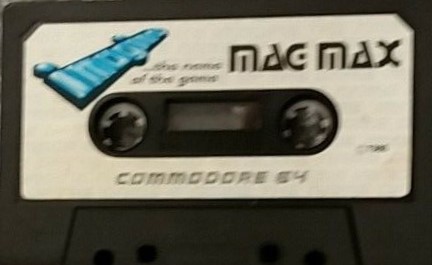 ...the name
of the game
MAG MAX
COMMODORE 64